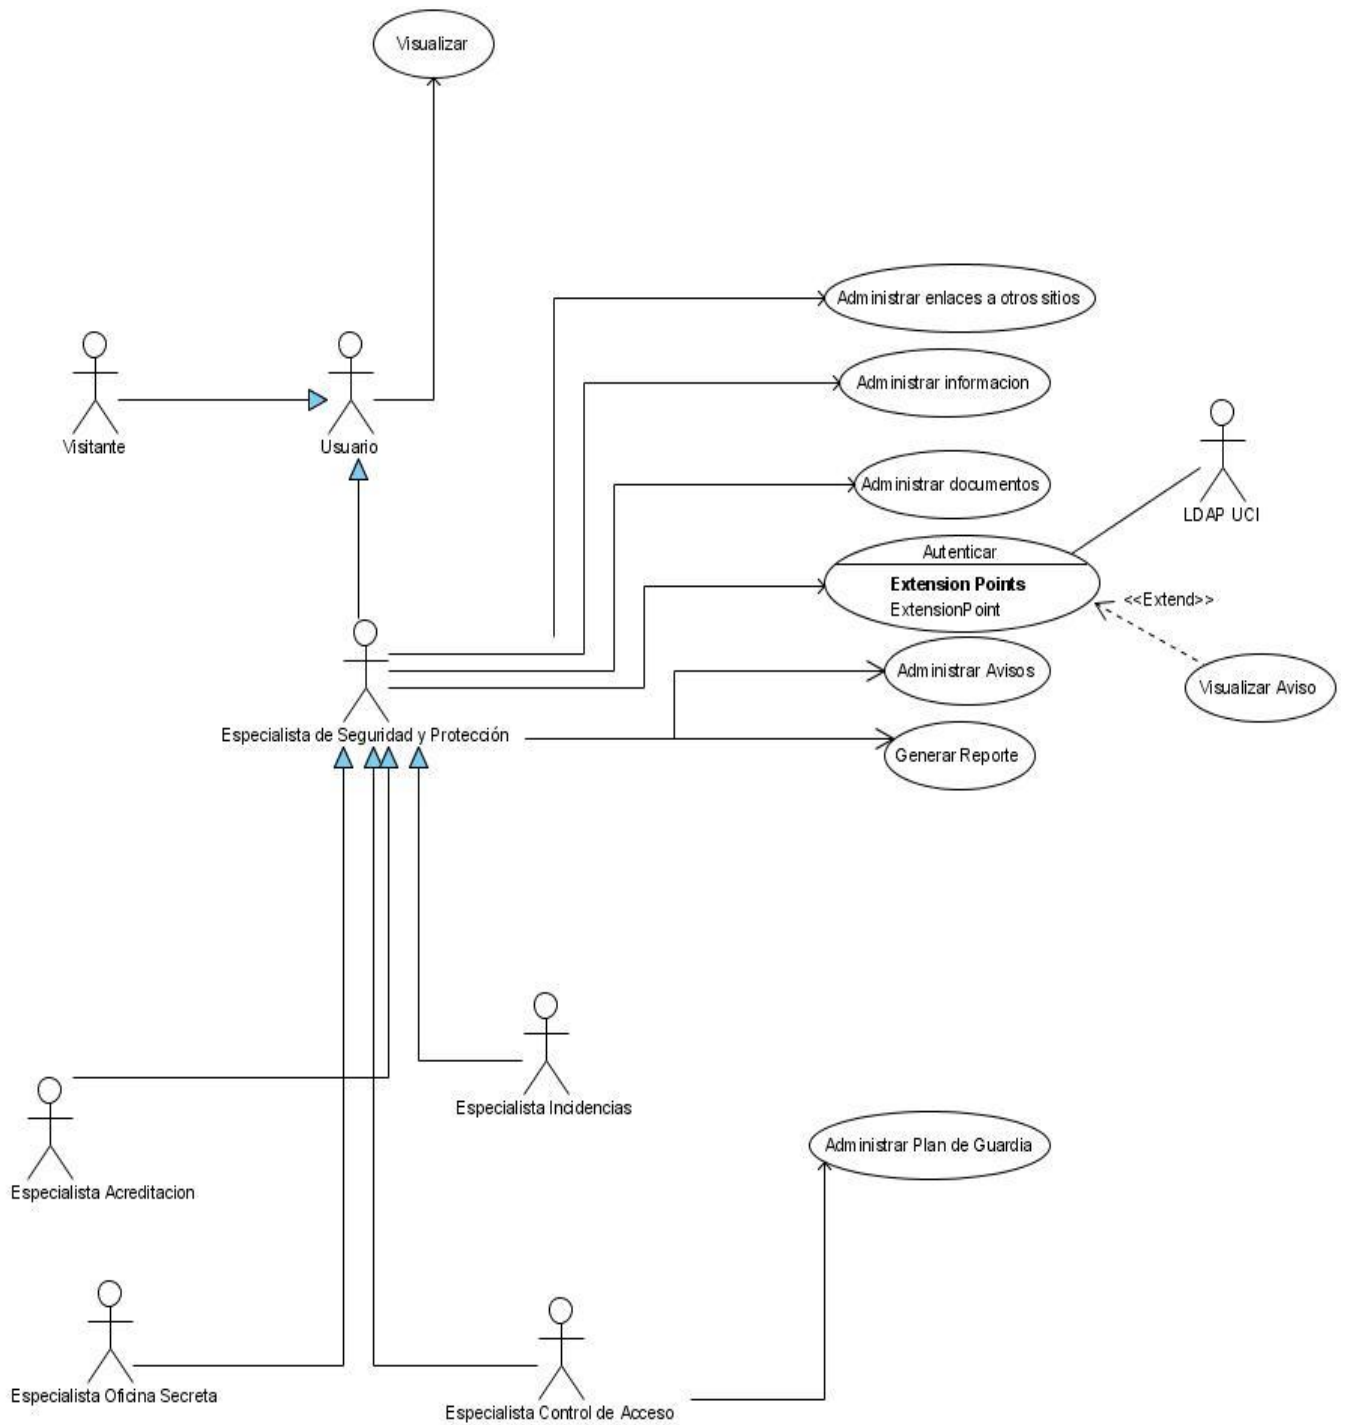 Visualizar
Administrar enlaces a otros sitios
Administrar informacion
Visitante
Usuario
Administrar documentos
LDAP UCI
Autenticar
Extension Points
ExtensionPoint
<<Extend>>
Administrar Avisos
Visualizar Aviso
Especialista de Seguridad y Protección
Generar Reporte
Especialista Incidencias
Administrar Plan de Guardia
Especialista Acreditacion
Especialista Oficina Secreta
Especialista Control de Acceso